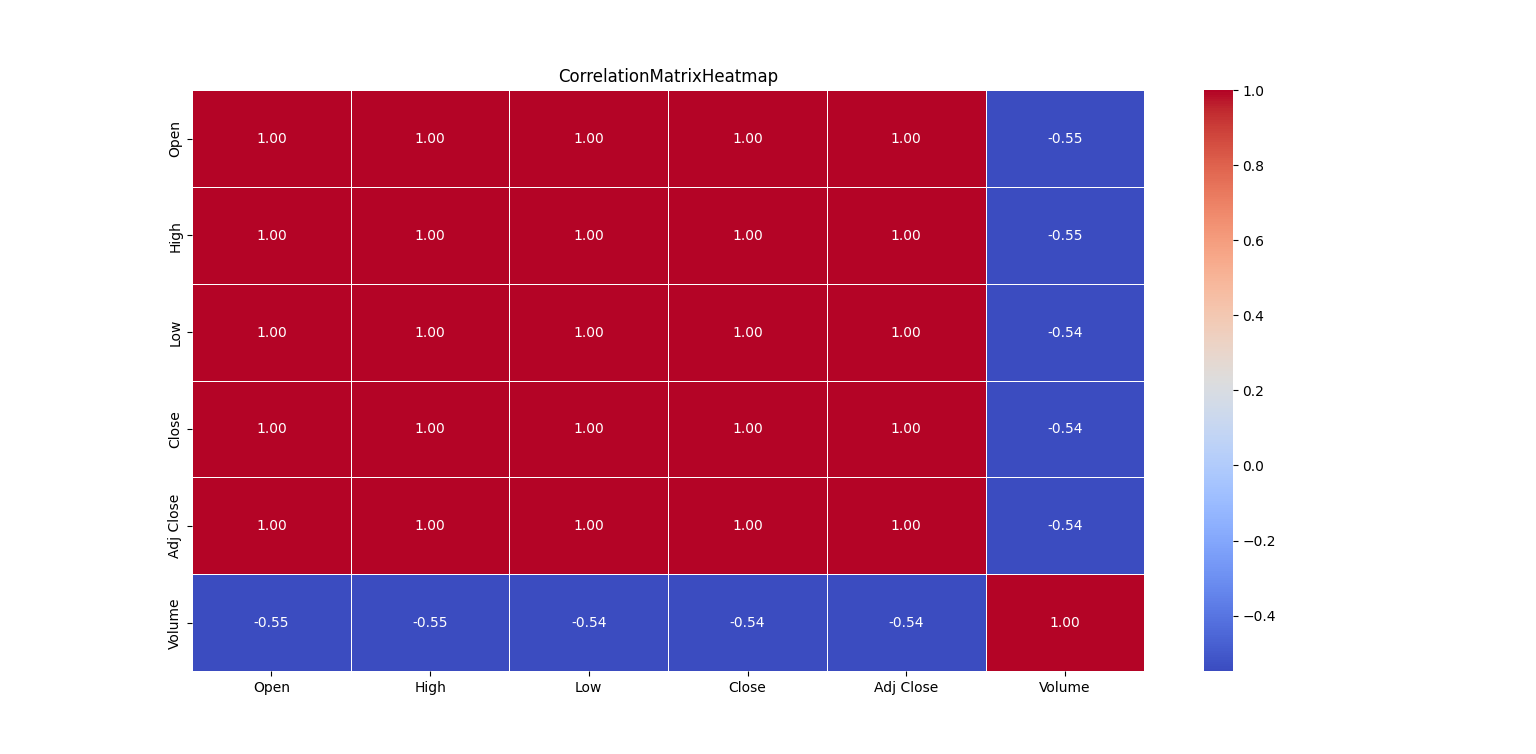 CorrelationMatrixHeatmap
Open 1.00 1.00 1.00 1.00 1.00 -0.55
High 1.00 1.00 1.00 1.00 1.00 -0.55
Low 1.00 1.00 1.00 1.00 1.00 -0.54
Close 1.00 1.00 1.00 1.00 1.00 -0.54
Adj Close 1.00 1.00 1.00 1.00 1.00 -0.54
Volume -0.55 -0.55 -0.54 -0.54 -0.54 1.00
Open High Low Close Adj Close Volume
1.0
0.8
0.6
0.4
0.2
0.0
−0.2
−0.4